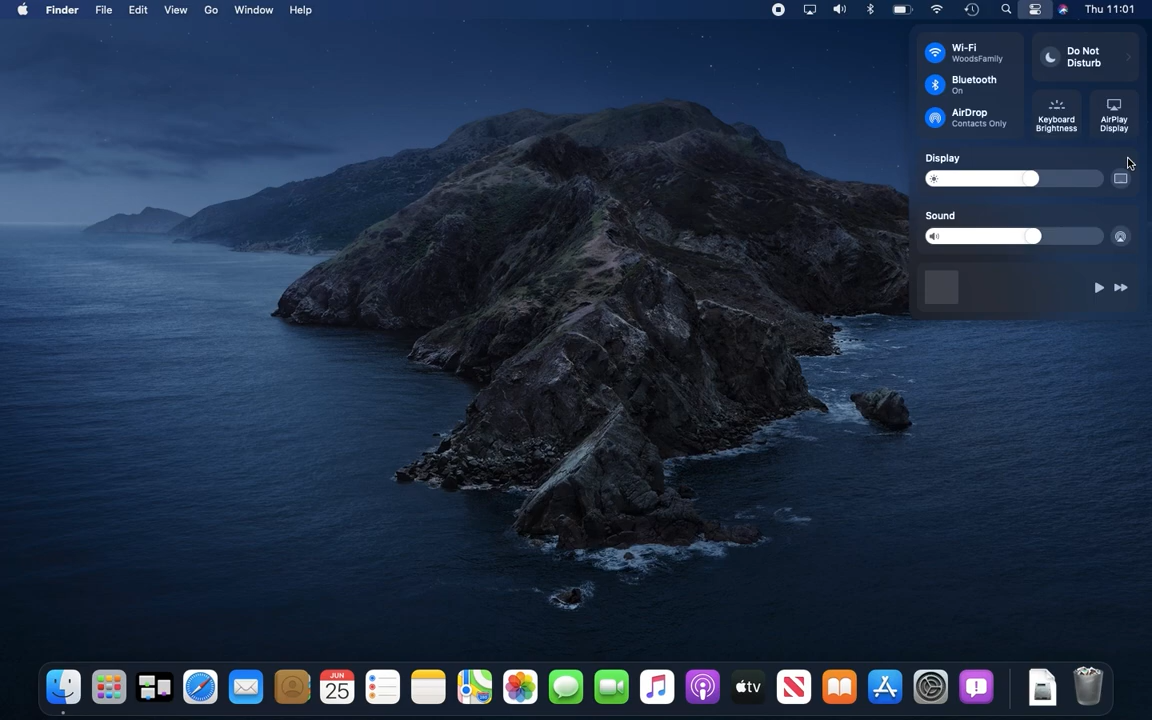 Finder File Edit View Go Window Help Thu 11:01
Wi-Fi
WoodsFamily
Bluetooth
On
AirDrop
Contacts Only
Do Not
Disturb
Keyboard
Brightness
AirPlay
Display
Display
Sound
JUN
25
tv